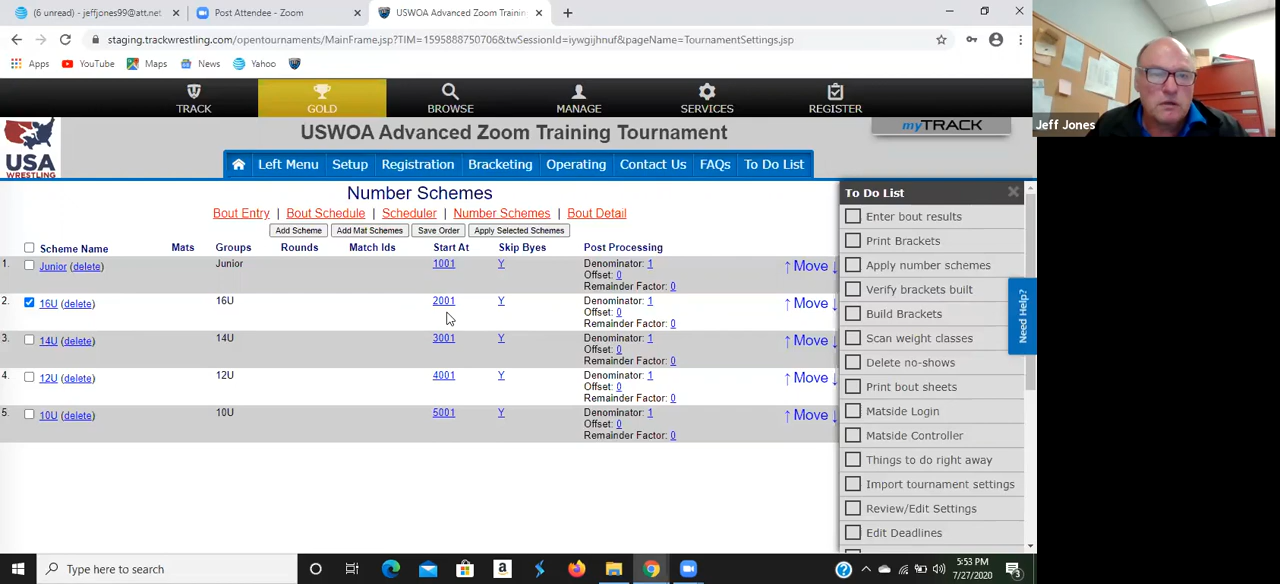 (6 unread) - jeffjones99@att.net
Post Attendee - Zoom
USWOA Advanced Zoom Trainin
staging.trackwrestling.com/opentournaments/MainFrame.jsp?TIM=1595888750706&twSessionId=iywgijhnuf&pageName=TournamentSettings.jsp
Apps YouTube Maps News Yahoo
TRACK GOLD BROWSE MANAGE SERVICES REGISTER
USA
WRESTLING
USWOA Advanced Zoom Training Tournament
myTRACK
Left Menu Setup Registration Bracketing Operating Contact Us FAQs To Do List
Number Schemes
Bout Entry | Bout Schedule | Scheduler | Number Schemes | Bout Detail
Add Scheme Add Mat Schemes Save Order Apply Selected Schemes
Scheme Name Mats Groups Rounds Match Ids Start At Skip Byes Post Processing
1. Junior (delete) Junior 1001 Y Denominator: 1
Offset: 0
Remainder Factor: 0
↑ Move ↓
2. 16U (delete) 16U 2001 Y Denominator: 1
Offset: 0
Remainder Factor: 0
↑ Move ↓
3. 14U (delete) 14U 3001 Y Denominator: 1
Offset: 0
Remainder Factor: 0
↑ Move ↓
4. 12U (delete) 12U 4001 Y Denominator: 1
Offset: 0
Remainder Factor: 0
↑ Move ↓
5. 10U (delete) 10U 5001 Y Denominator: 1
Offset: 0
Remainder Factor: 0
↑ Move ↓
To Do List
Enter bout results
Print Brackets
Apply number schemes
Verify brackets built
Build Brackets
Scan weight classes
Delete no-shows
Print bout sheets
Matside Login
Matside Controller
Things to do right away
Import tournament settings
Review/Edit Settings
Edit Deadlines
Need Help?
Jeff Jones
Type here to search
5:53 PM
7/27/2020
3